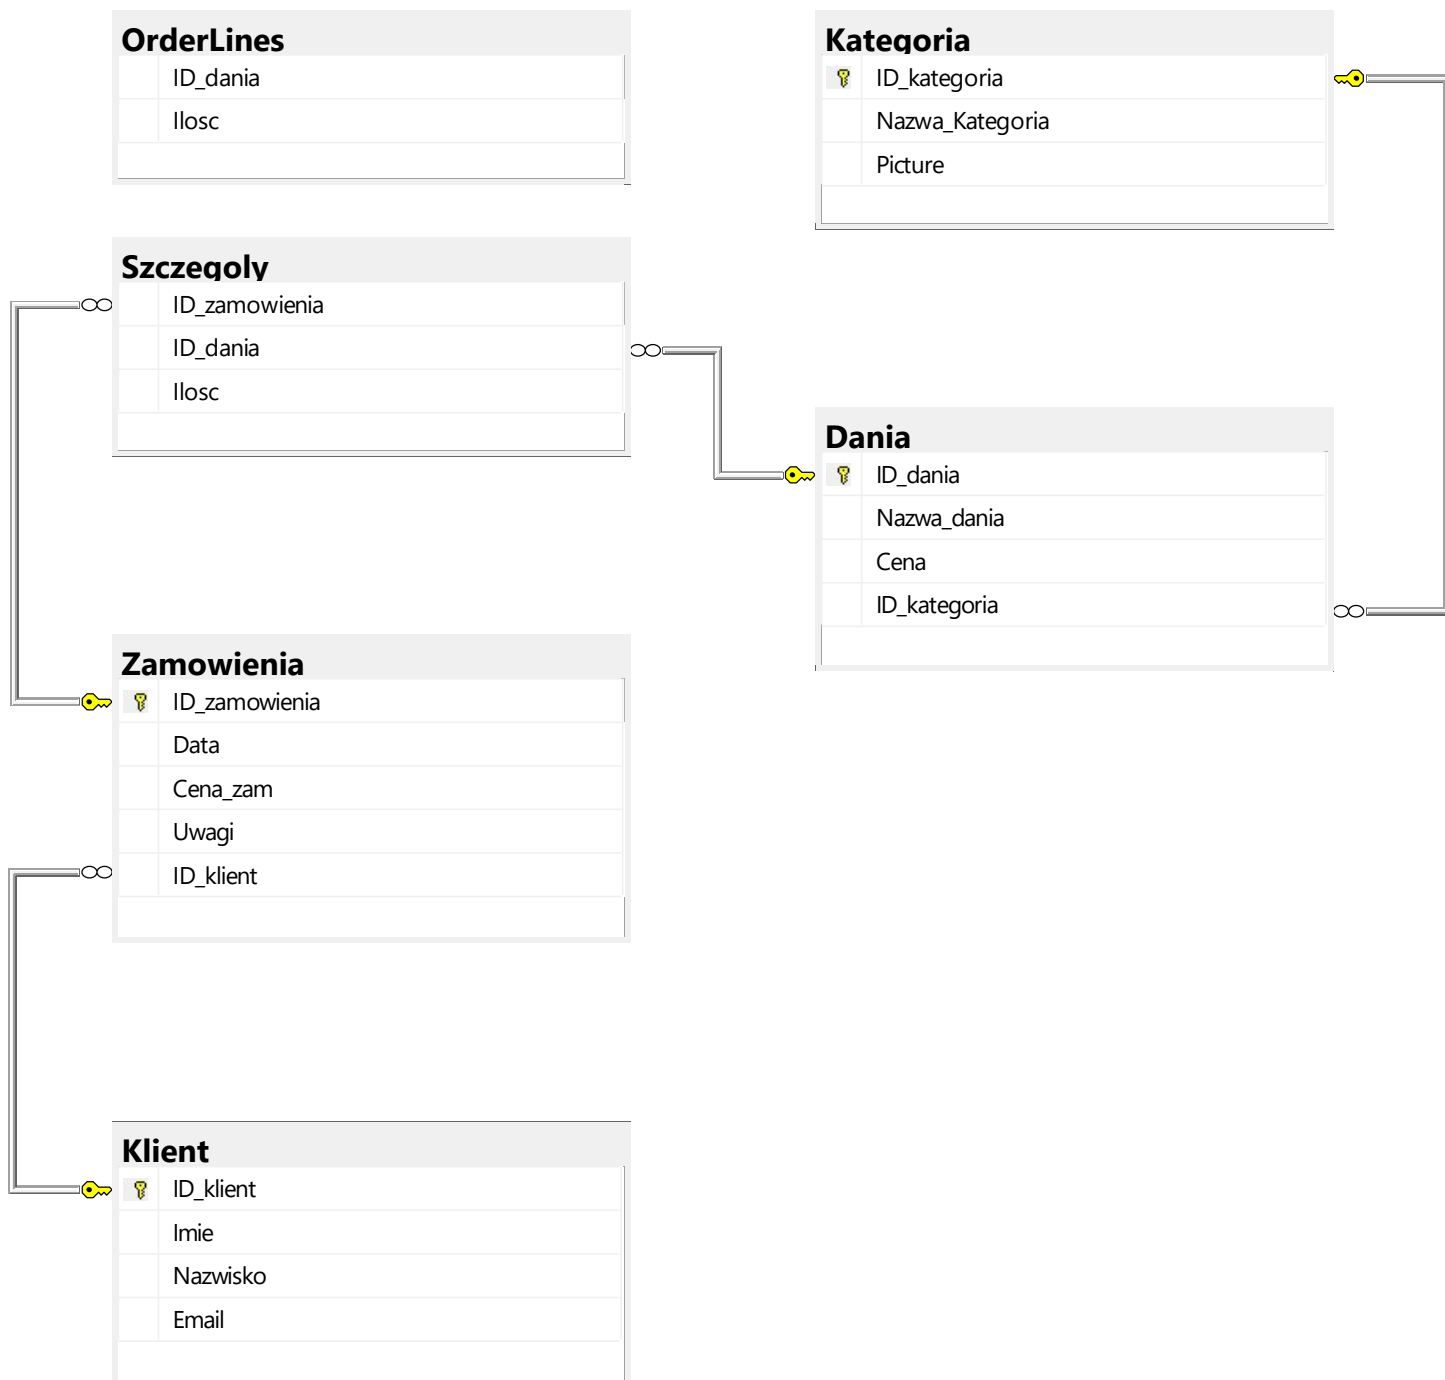 OrderLines
ID_dania
Ilosc
Kategoria
ID_kategoria
Nazwa_Kategoria
Picture
Szczegoly
ID_zamowienia
ID_dania
Ilosc
Dania
ID_dania
Nazwa_dania
Cena
ID_kategoria
Zamowienia
ID_zamowienia
Data
Cena_zam
Uwagi
ID_klient
Klient
ID_klient
Imie
Nazwisko
Email